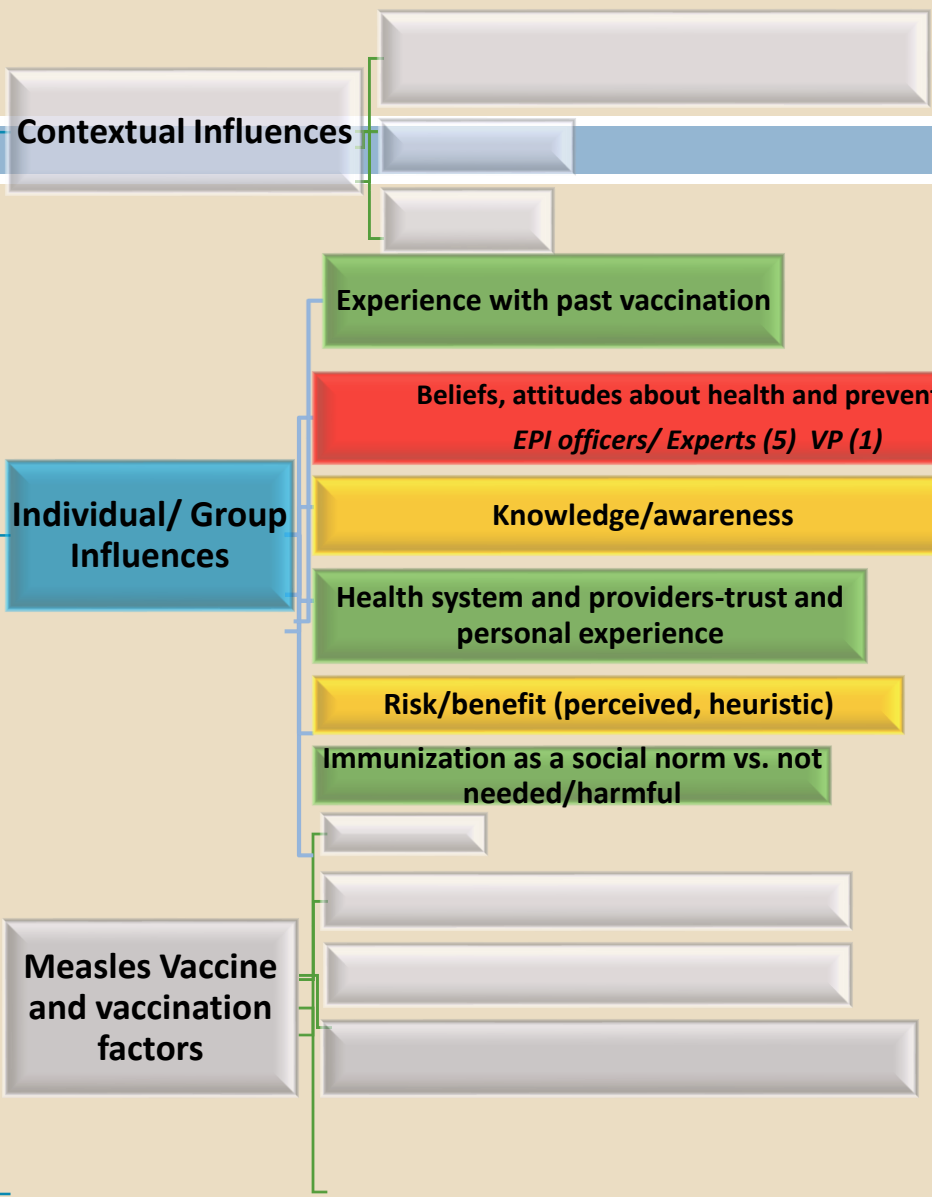 Contextual Influences
Experience with past vaccination
Beliefs, attitudes about health and prevent
EPI officers/ Experts (5)  VP (1)
Individual/ Group
Influences
Knowledge/awareness
Health system and providers-trust and
personal experience
Risk/benefit (perceived, heuristic)
Immunization as a social norm vs. not
needed/harmful
Measles Vaccine
and vaccination
factors